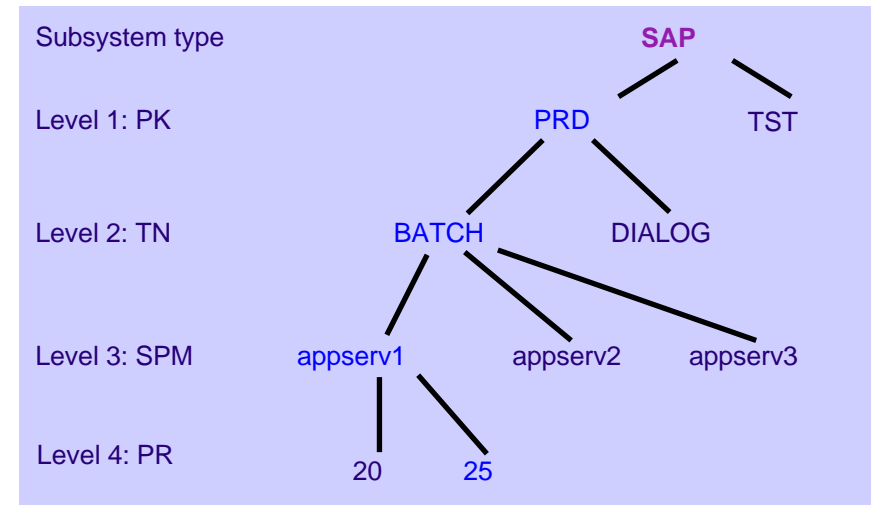 Subsystem type SAP
Level 1: PK PRD TST
Level 2: TN BATCH DIALOG
Level 3: SPM appserv1 appserv2 appserv3
Level 4: PR 20 25